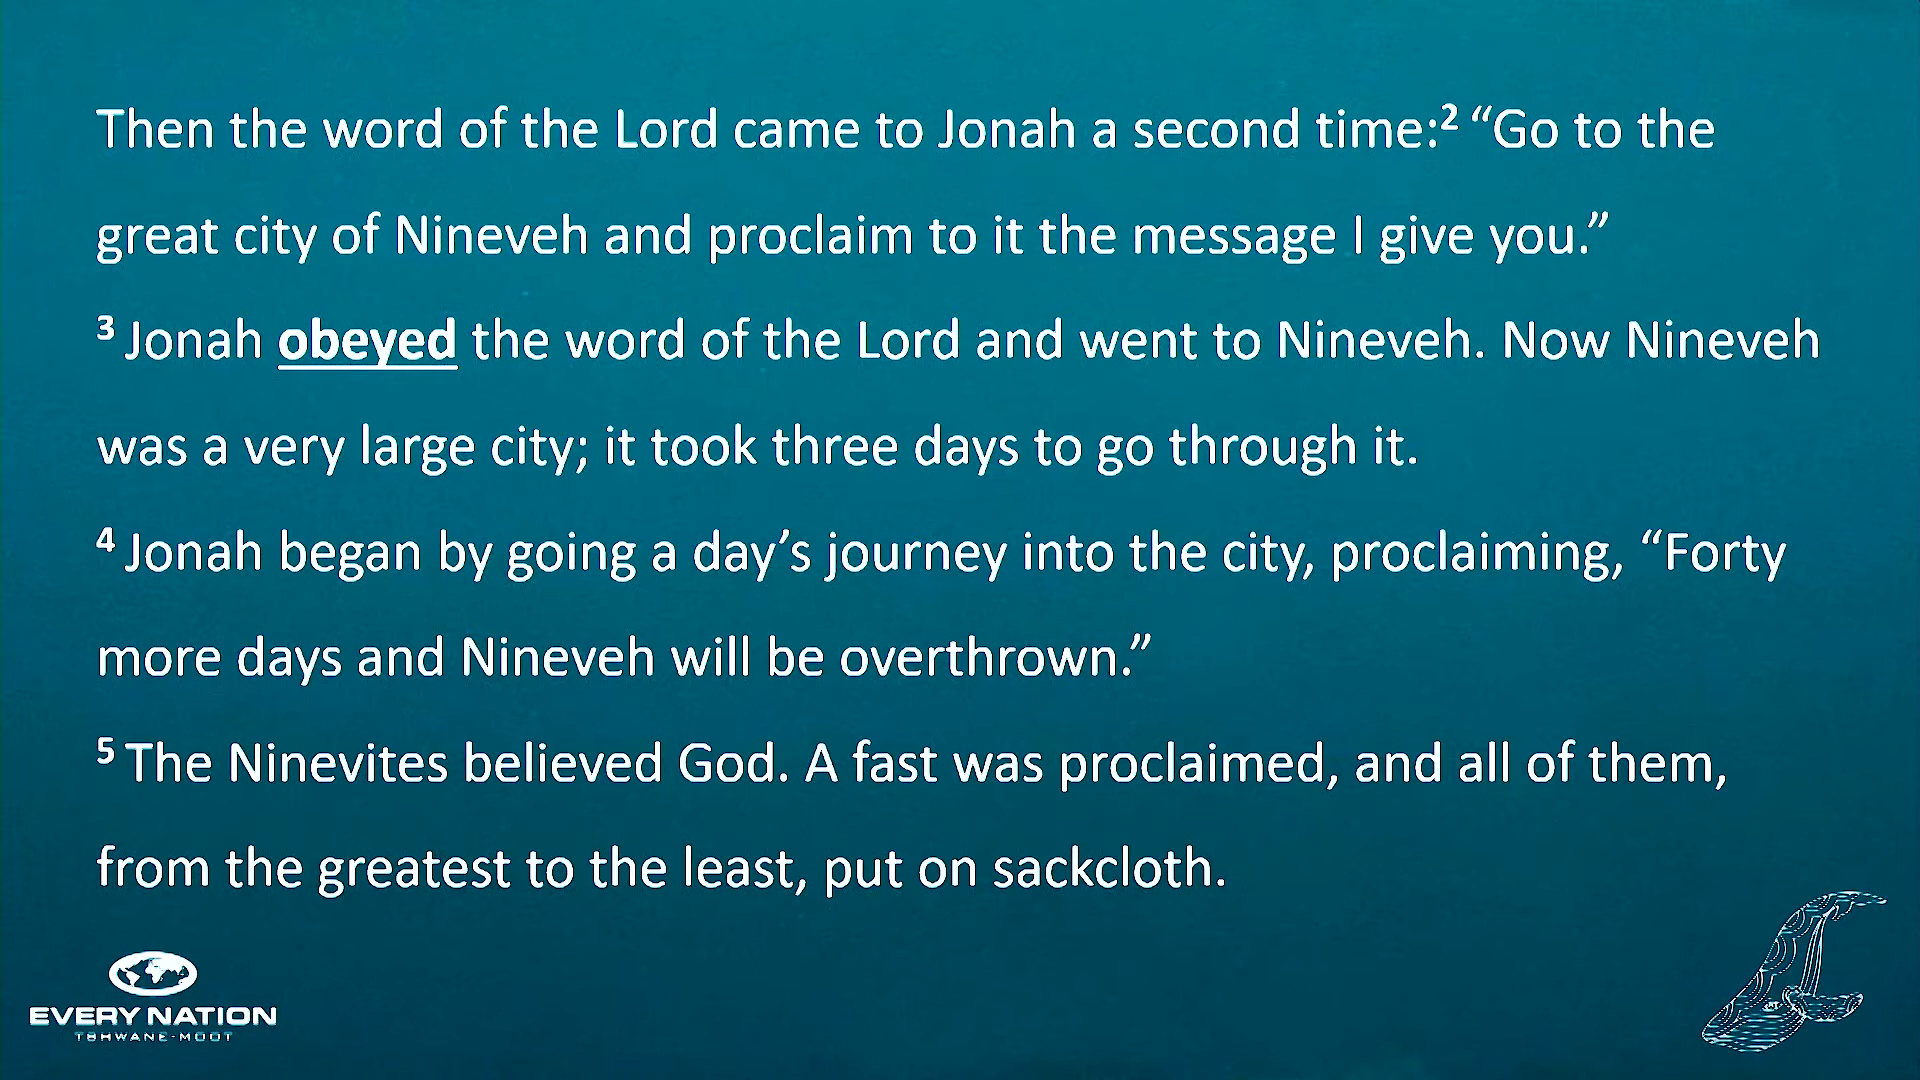 Then the word of the Lord came to Jonah a second time:² “Go to the
great city of Nineveh and proclaim to it the message I give you.”
³ Jonah obeyed the word of the Lord and went to Nineveh. Now Nineveh
was a very large city; it took three days to go through it.
⁴ Jonah began by going a day’s journey into the city, proclaiming, “Forty
more days and Nineveh will be overthrown.”
⁵ The Ninevites believed God. A fast was proclaimed, and all of them,
from the greatest to the least, put on sackcloth.
EVERY NATION
TSHWANE-MOOT